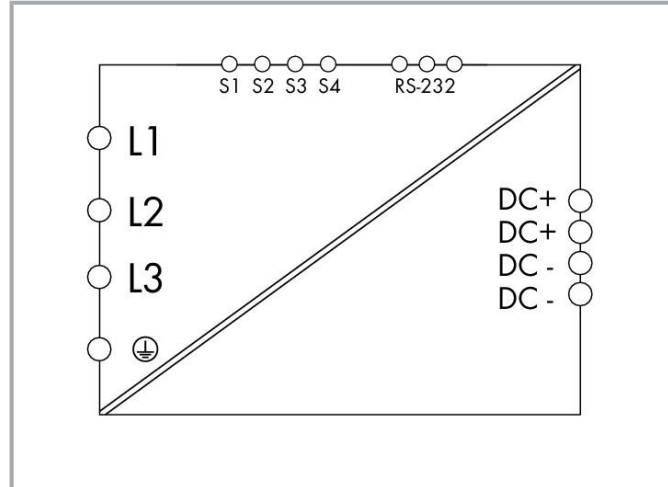 S1 S2 S3 S4 RS-232
L1
L2
L3
DC+
DC+
DC -
DC -